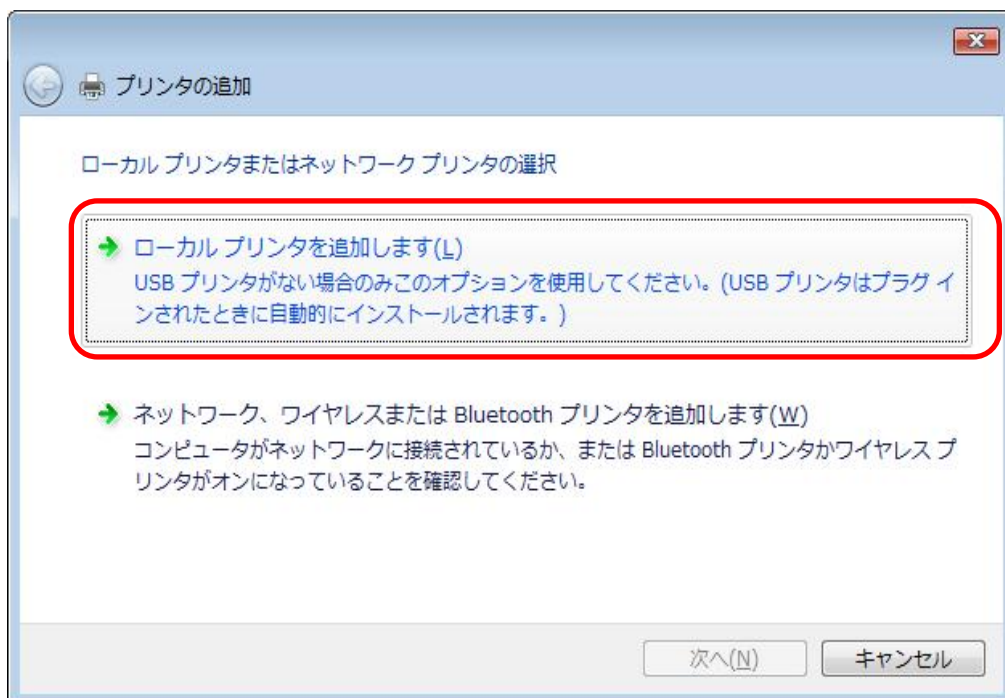 プリンタの追加
ローカル プリンタまたはネットワーク プリンタの選択
ローカル プリンタを追加します(L)
USB プリンタがない場合のみこのオプションを使用してください。(USB プリンタはプラグ イ
ンされたときに自動的にインストールされます。)
ネットワーク、ワイヤレスまたは Bluetooth プリンタを追加します(W)
コンピュータがネットワークに接続されているか、または Bluetooth プリンタかワイヤレス プ
リンタがオンになっていることを確認してください。
次へ(N)
キャンセル